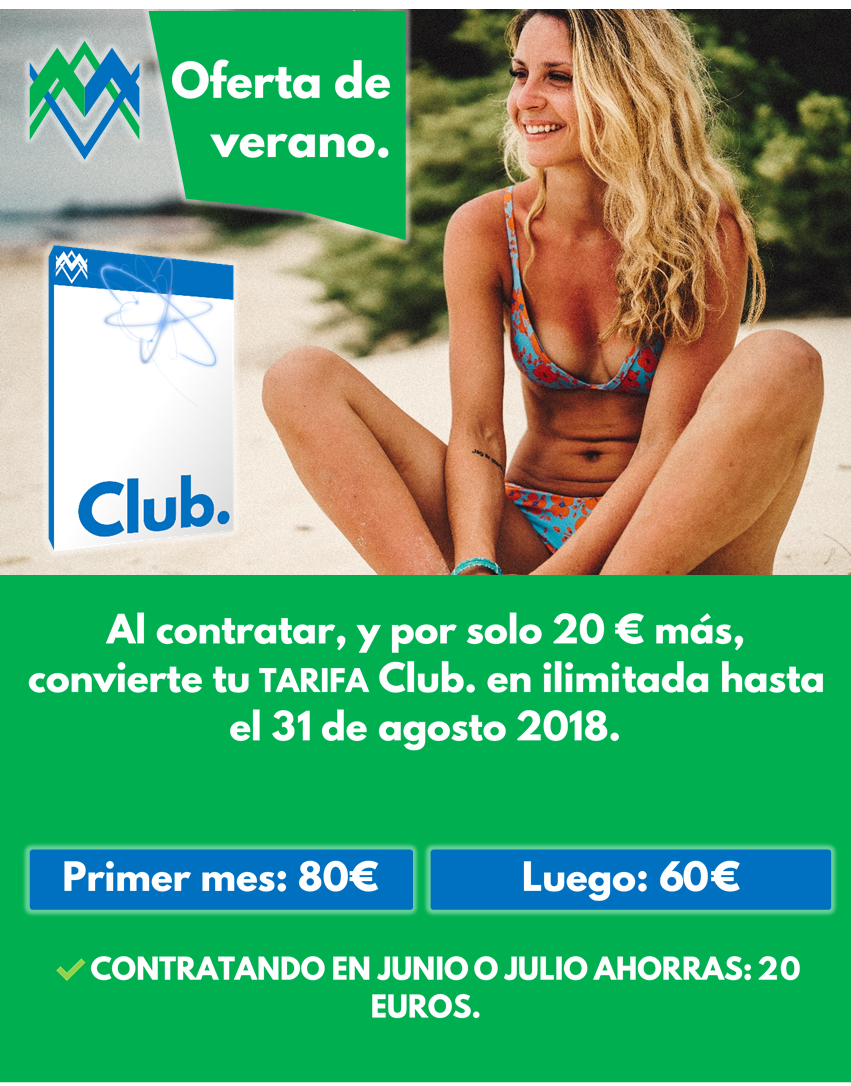 Oferta de
verano.
Club.
Al contratar, y por solo 20 € más,
convierte tu TARIFA Club. en ilimitada hasta
el 31 de agosto 2018.
Primer mes: 80€
Luego: 60€
CONTRATANDO EN JUNIO O JULIO AHORRAS: 20
EUROS.